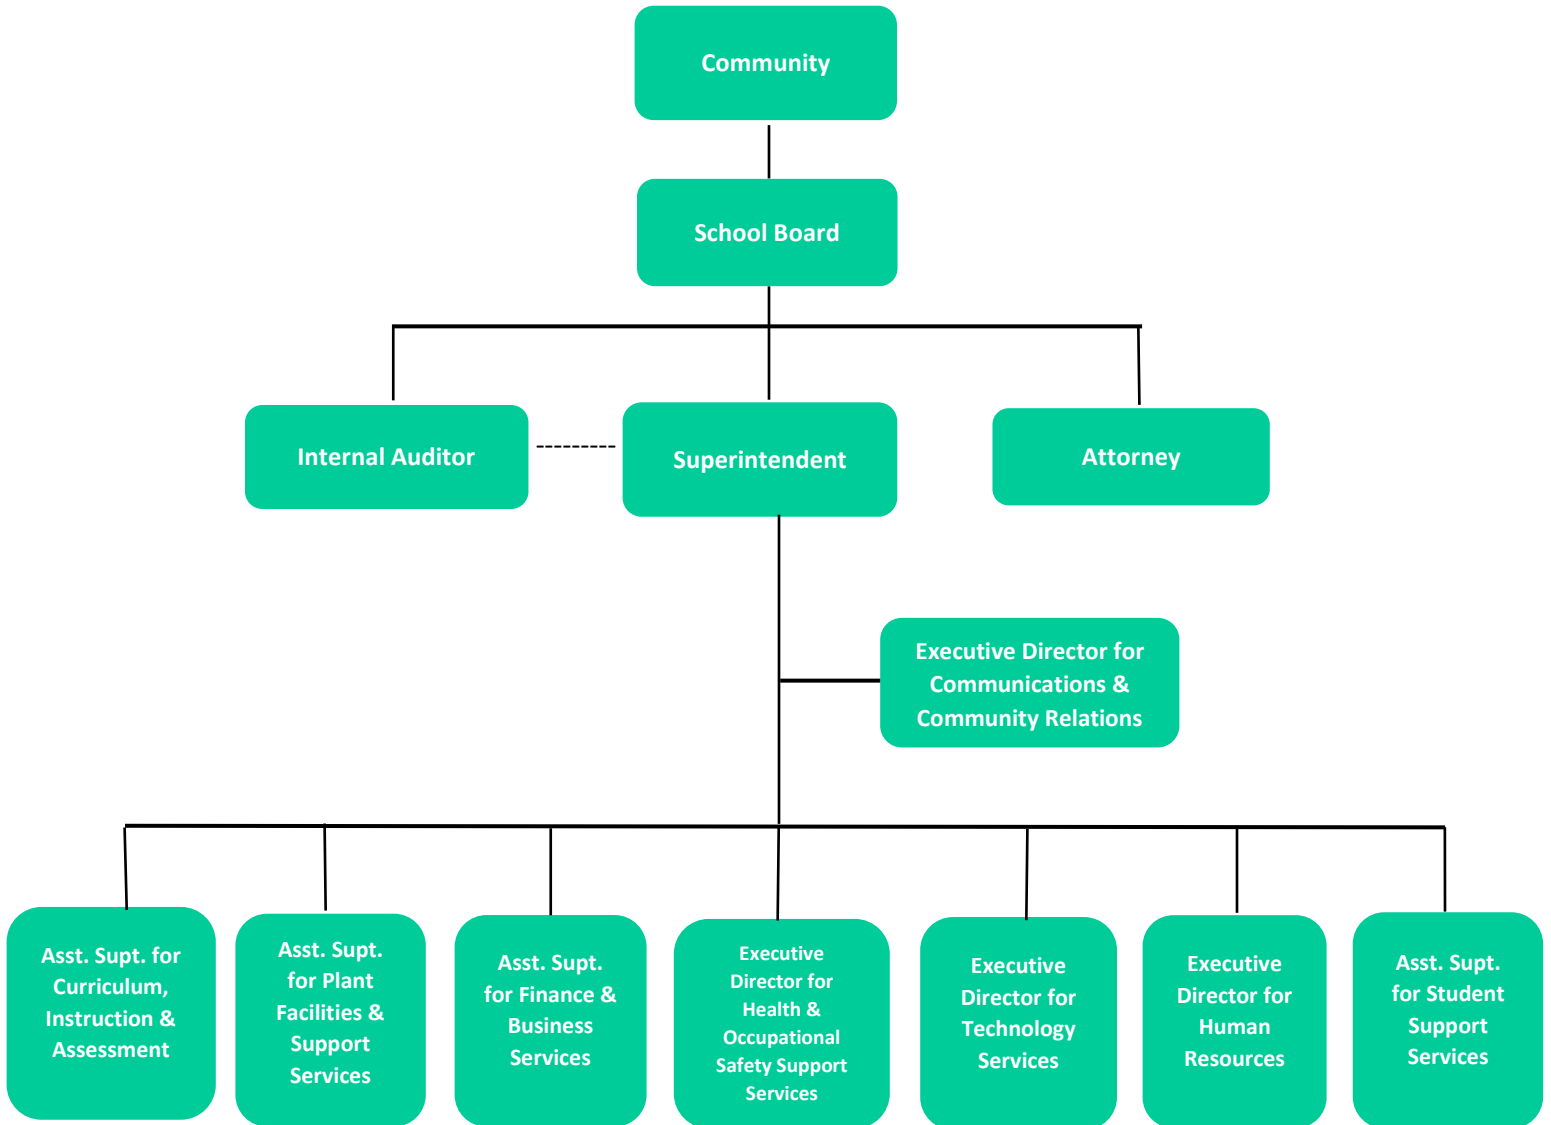 Community
School Board
Internal Auditor
Superintendent
Attorney
Executive Director for
Communications &
Community Relations
Asst. Supt. for
Curriculum,
Instruction &
Assessment
Asst. Supt.
for Plant
Facilities &
Support
Services
Asst. Supt.
for Finance &
Business
Services
Executive
Director for
Health &
Occupational
Safety Support
Services
Executive
Director for
Technology
Services
Executive
Director for
Human
Resources
Asst. Supt.
for Student
Support
Services